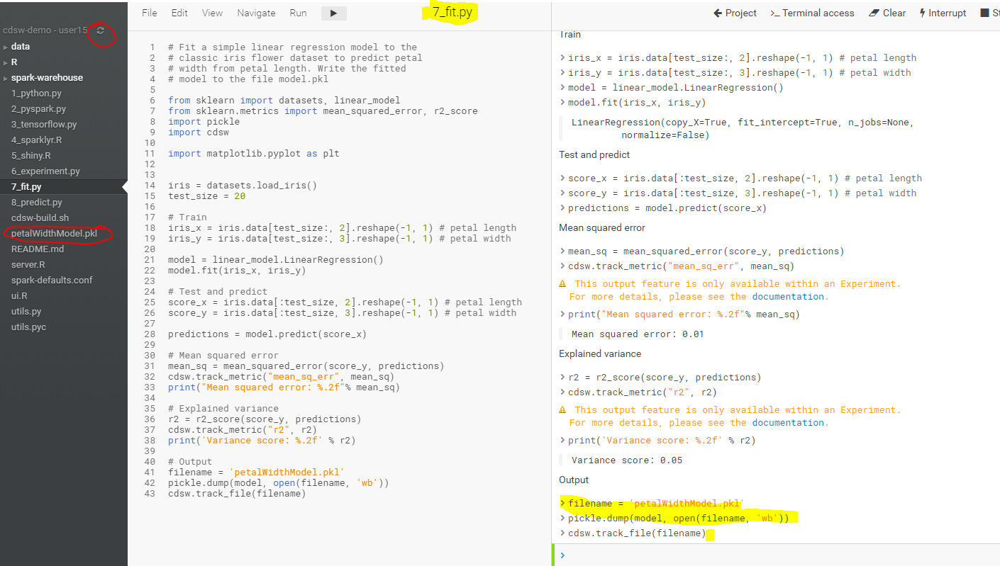 File Edit View Navigate Run
7_fit.py
Project Terminal access Clear Interrupt St
cdsw-demo - user15
data
R
spark-warehouse
1_python.py
2_pyspark.py
3_tensorflow.py
4_sparklyr.R
5_shiny.R
6_experiment.py
7_fit.py
8_predict.py
cdsw-build.sh
petalWidthModel.pkl
README.md
server.R
spark-defaults.conf
ui.R
utils.py
utils.pyc
1 # Fit a simple linear regression model to the
2 # classic iris flower dataset to predict petal
3 # width from petal length. Write the fitted
4 # model to the file model.pkl
5
6 from sklearn import datasets, linear_model
7 from sklearn.metrics import mean_squared_error, r2_score
8 import pickle
9 import cdsw
10
11 import matplotlib.pyplot as plt
12
13
14 iris = datasets.load_iris()
15 test_size = 20
16
17 # Train
18 iris_x = iris.data[test_size:, 2].reshape(-1, 1) # petal length
19 iris_y = iris.data[test_size:, 3].reshape(-1, 1) # petal width
20
21 model = linear_model.LinearRegression()
22 model.fit(iris_x, iris_y)
23
24 # Test and predict
25 score_x = iris.data[:test_size, 2].reshape(-1, 1) # petal length
26 score_y = iris.data[:test_size, 3].reshape(-1, 1) # petal width
27
28 predictions = model.predict(score_x)
29
30 # Mean squared error
31 mean_sq = mean_squared_error(score_y, predictions)
32 cdsw.track_metric("mean_sq_err", mean_sq)
33 print("Mean squared error: %.2f"% mean_sq)
34
35 # Explained variance
36 r2 = r2_score(score_y, predictions)
37 cdsw.track_metric("r2", r2)
38 print('Variance score: %.2f' % r2)
39
40 # Output
41 filename = 'petalWidthModel.pkl'
42 pickle.dump(model, open(filename, 'wb'))
43 cdsw.track_file(filename)
Train
> iris_x = iris.data[test_size:, 2].reshape(-1, 1) # petal length
> iris_y = iris.data[test_size:, 3].reshape(-1, 1) # petal width
> model = linear_model.LinearRegression()
> model.fit(iris_x, iris_y)
LinearRegression(copy_X=True, fit_intercept=True, n_jobs=None,
normalize=False)
Test and predict
> score_x = iris.data[:test_size, 2].reshape(-1, 1) # petal length
> score_y = iris.data[:test_size, 3].reshape(-1, 1) # petal width
> predictions = model.predict(score_x)
Mean squared error
> mean_sq = mean_squared_error(score_y, predictions)
> cdsw.track_metric("mean_sq_err", mean_sq)
This output feature is only available within an Experiment.
For more details, please see the documentation.
> print("Mean squared error: %.2f"% mean_sq)
Mean squared error: 0.01
Explained variance
> r2 = r2_score(score_y, predictions)
> cdsw.track_metric("r2", r2)
This output feature is only available within an Experiment.
For more details, please see the documentation.
> print('Variance score: %.2f' % r2)
Variance score: 0.05
Output
> filename = 'petalWidthModel.pkl'
> pickle.dump(model, open(filename, 'wb'))
> cdsw.track_file(filename)
>